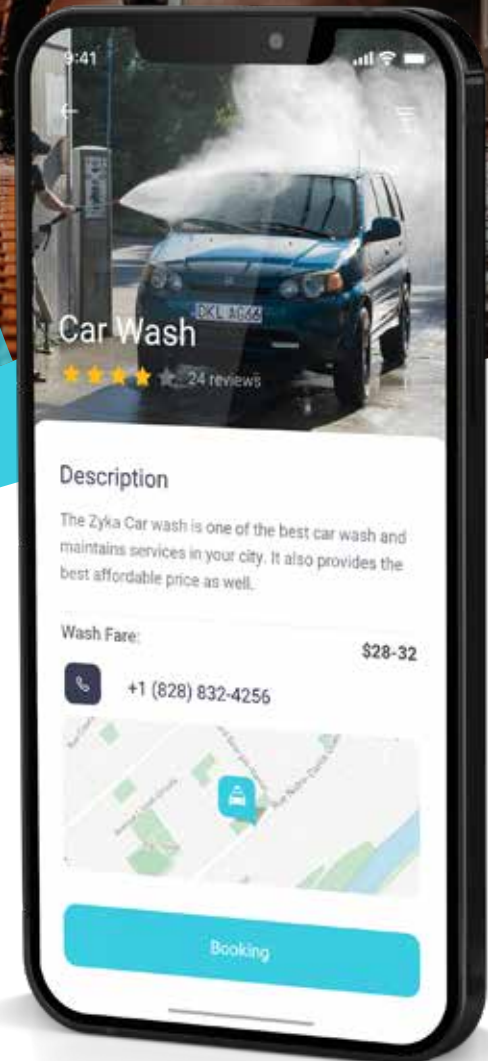 9:41
DKL AG66
Car Wash
24 reviews
Description
The Zyka Car wash is one of the best car wash and
maintains services in your city. It also provides the
best affordable price as well.
Wash Fare:
$28-32
+1 (828) 832-4256
Booking